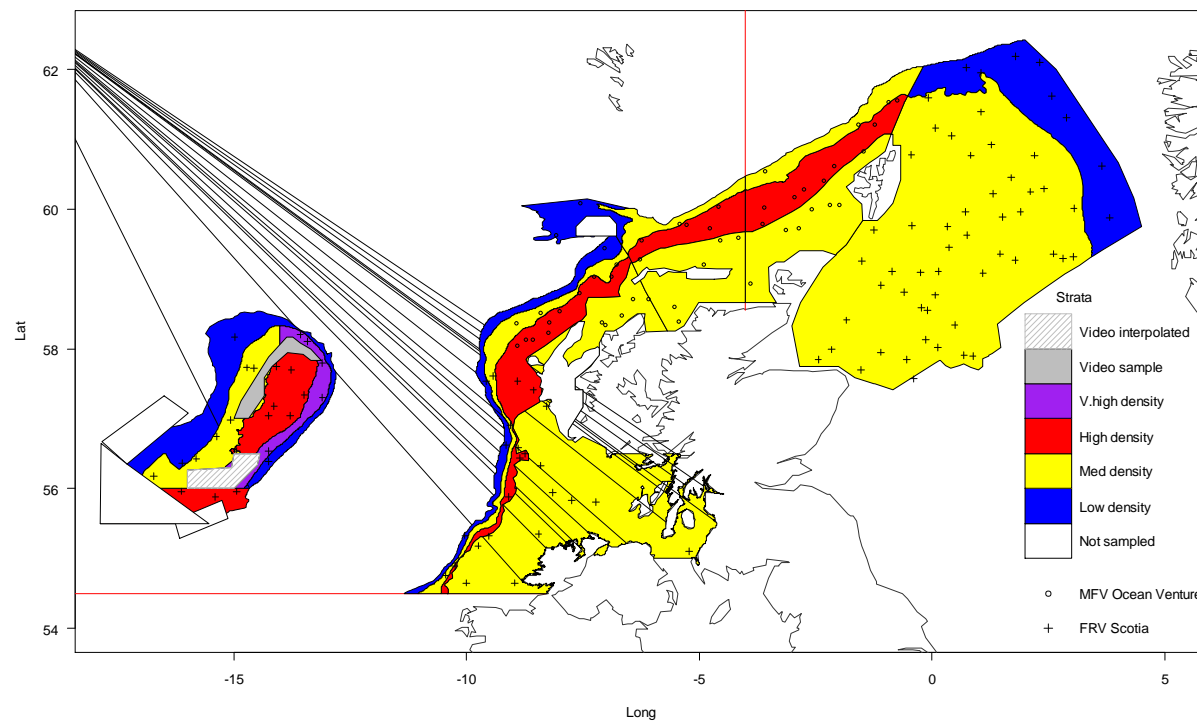 62
60
58
56
54
Lat
-15
-10
-5
0
5
Long
Strata
Video interpolated
Video sample
V.high density
High density
Med density
Low density
Not sampled
MFV Ocean Venture
FRV Scotia